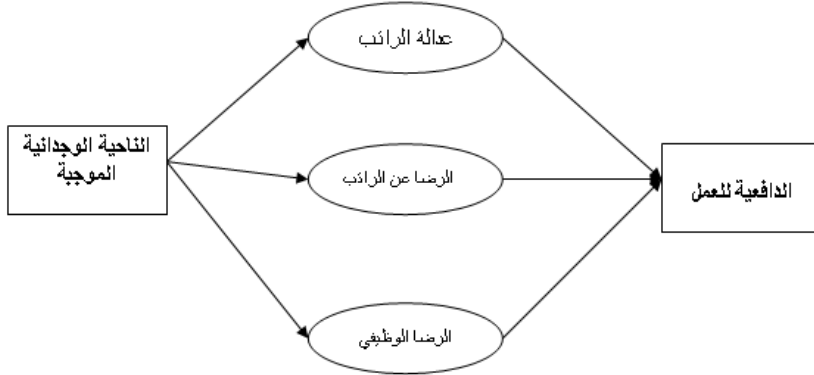 عدالة الراتب
الناحية الوجدانية
الموجبة
الرضا عن الراتب
الدافعية للعمل
الرضا الوظيفي